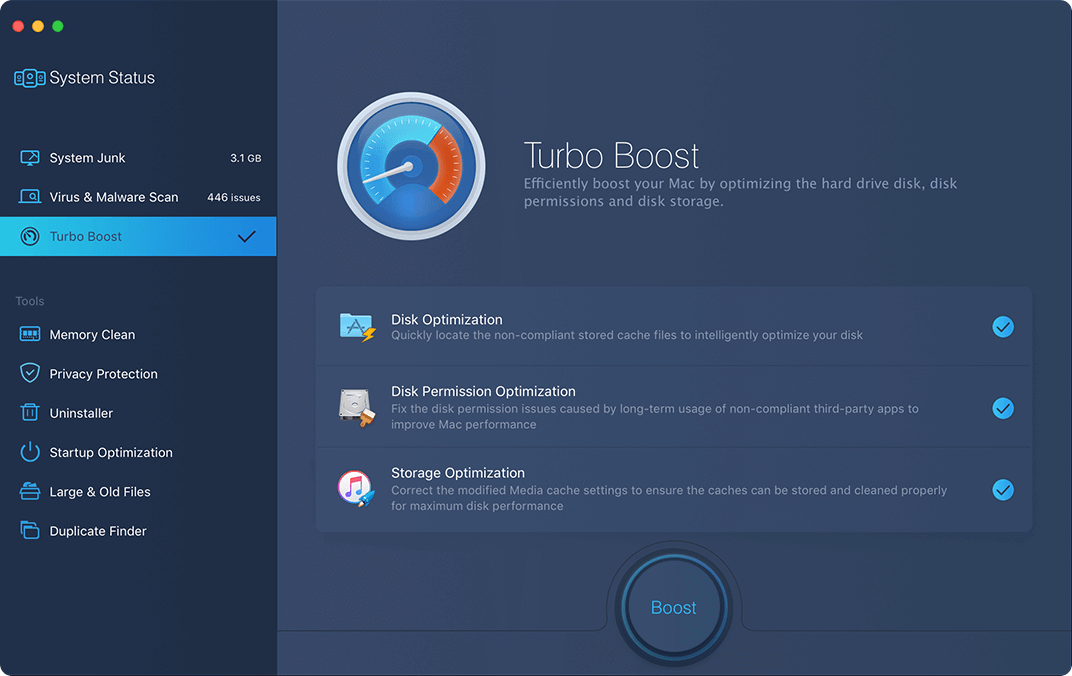 System Status
System Junk 3.1 GB
Virus & Malware Scan 446 issues
Turbo Boost
Tools
Memory Clean
Privacy Protection
Uninstaller
Startup Optimization
Large & Old Files
Duplicate Finder
Turbo Boost
Efficiently boost your Mac by optimizing the hard drive disk, disk
permissions and disk storage.
Disk Optimization
Quickly locate the non-compliant stored cache files to intelligently optimize your disk
Disk Permission Optimization
Fix the disk permission issues caused by long-term usage of non-compliant third-party apps to
improve Mac performance
Storage Optimization
Correct the modified Media cache settings to ensure the caches can be stored and cleaned properly
for maximum disk performance
Boost